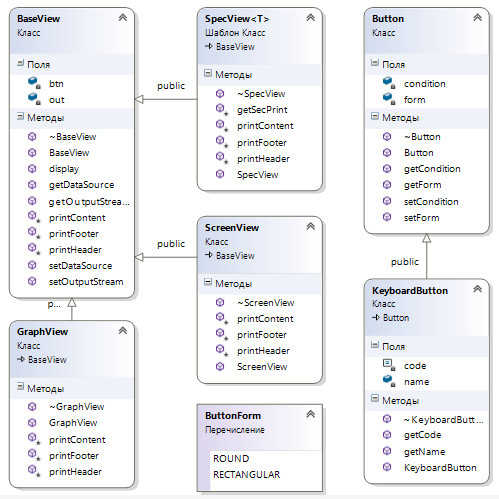 BaseView
Класс
Поля
btn
out
Методы
~BaseView
BaseView
display
getDataSource
getOutputStrea...
printContent
printFooter
printHeader
setDataSource
setOutputStream
public
SpecView<T>
Шаблон Класс
BaseView
Методы
~SpecView
getSecPrint
printContent
printFooter
printHeader
SpecView
Button
Класс
Поля
condition
form
Методы
~Button
Button
getCondition
getForm
setCondition
setForm
public
ScreenView
Класс
BaseView
Методы
~ScreenView
printContent
printFooter
printHeader
ScreenView
public
p...
GraphView
Класс
BaseView
Методы
~GraphView
GraphView
printContent
printFooter
printHeader
ButtonForm
Перечисление
ROUND
RECTANGULAR
KeyboardButton
Класс
Button
Поля
code
name
Методы
~KeyboardButt...
getCode
getName
KeyboardButton